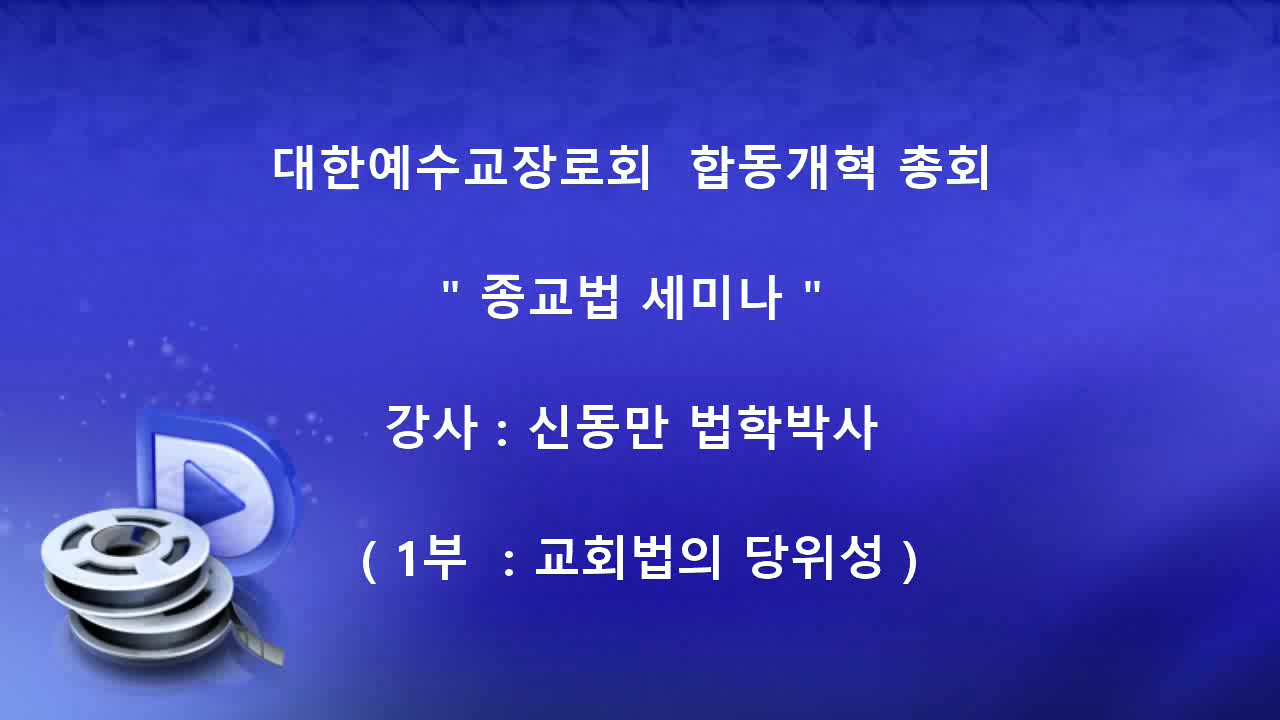 대한예수교장로회 합동개혁 총회
" 종교법 세미나 "
강사 : 신동만 법학박사
( 1부 : 교회법의 당위성 )